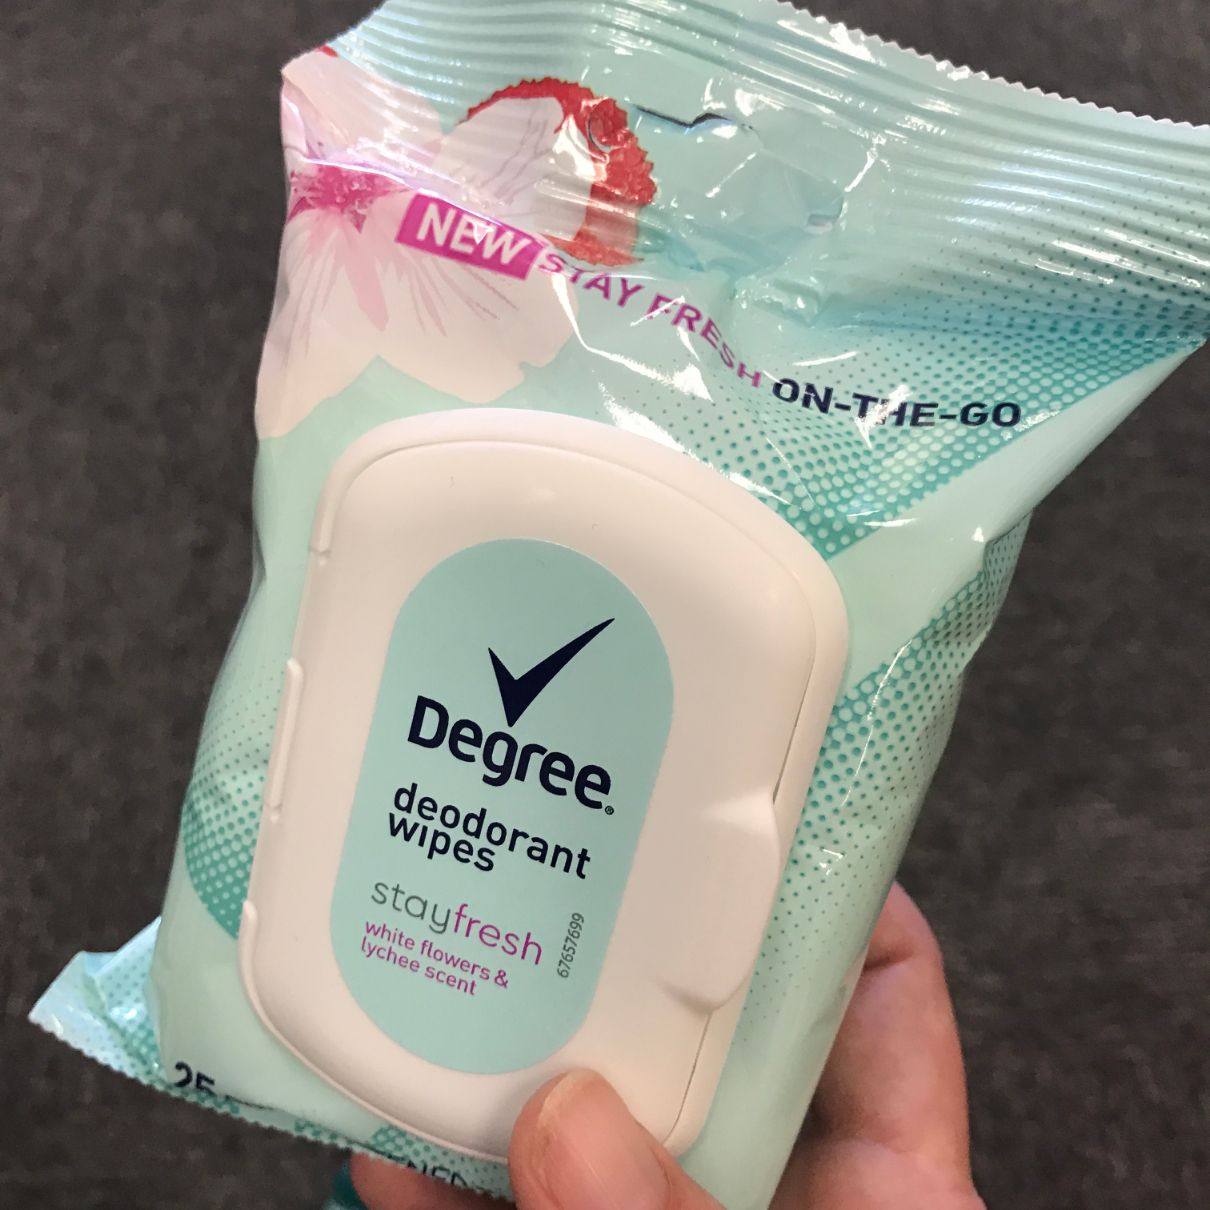 NEW STAY FRESH ON-THE-GO
Degree®
deodorant
wipes
stayfresh
white flowers &
lychee scent
67657699
25